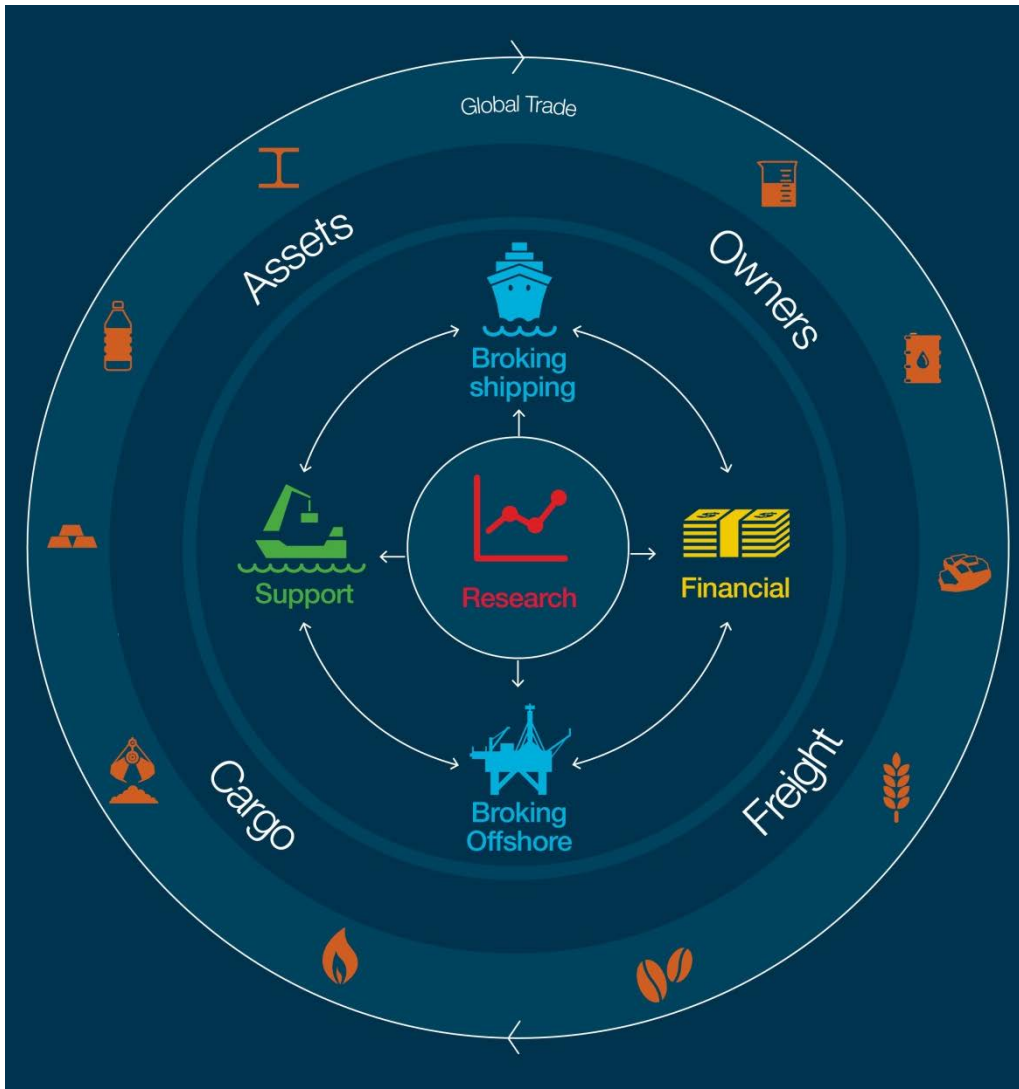 Global Trade
Assets
Owners
Broking
shipping
Support
Research
Financial
Cargo
Freight
Broking
Offshore